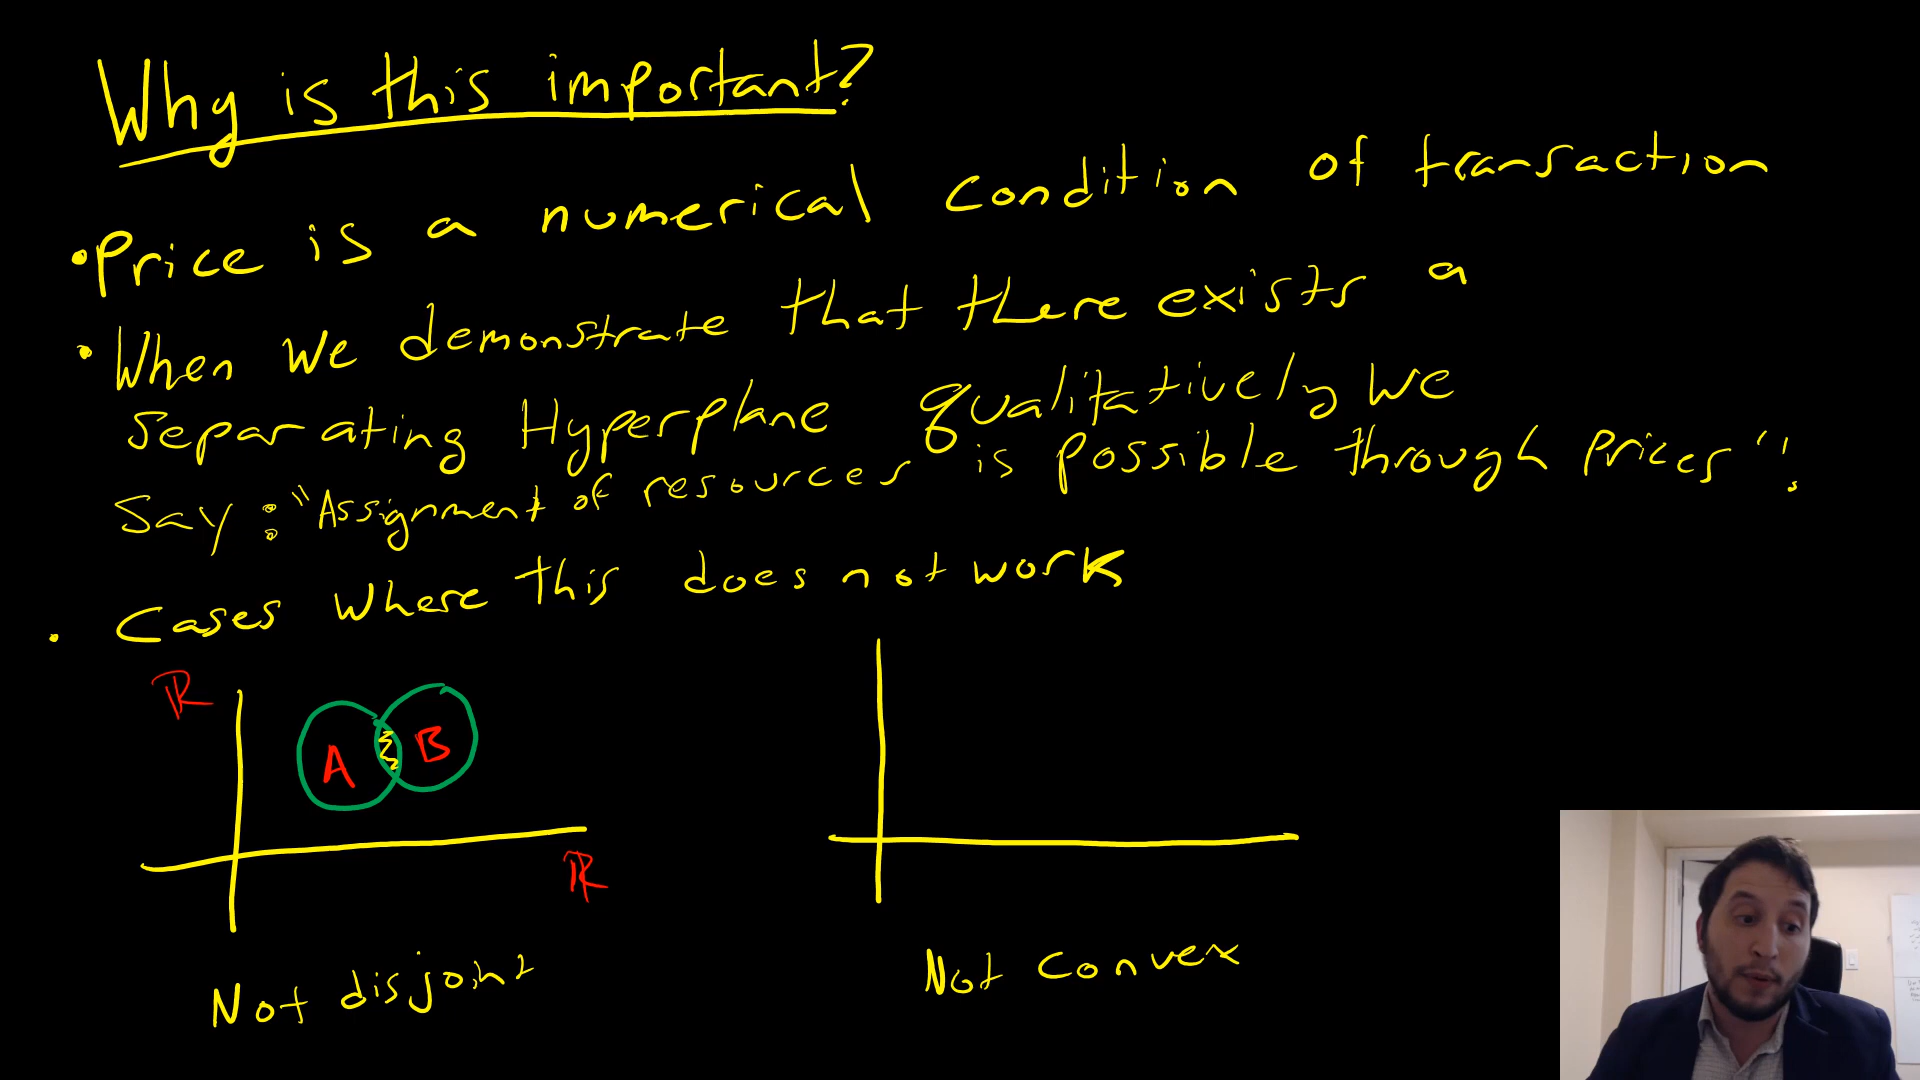 Why is this important?
• Price is a numerical condition of transaction
• When we demonstrate that there exists a
Separating Hyperplane qualitatively we
Say: "Assignment of resources is possible through prices"!
• Cases where this does not work
ℝ
A B
ℝ
Not disjoint
Not Convex